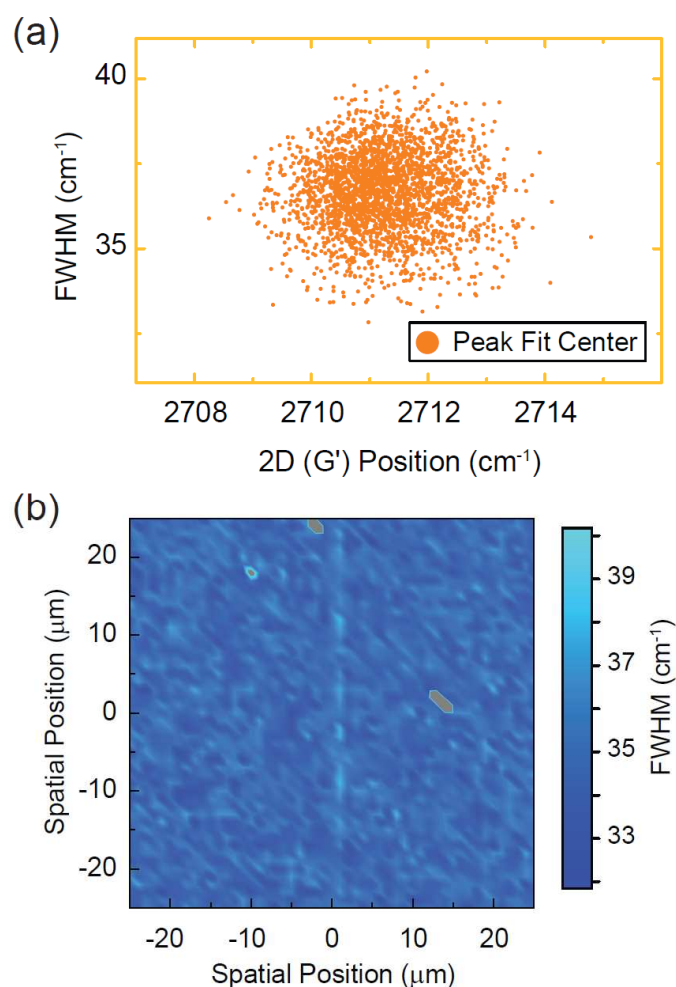 (a)
40
35
FWHM (cm⁻¹)
Peak Fit Center
2708 2710 2712 2714
2D (G') Position (cm⁻¹)
(b)
20
10
0
-10
-20
Spatial Position (μm)
-20 -10 0 10 20
Spatial Position (μm)
39
37
35
33
FWHM (cm⁻¹)